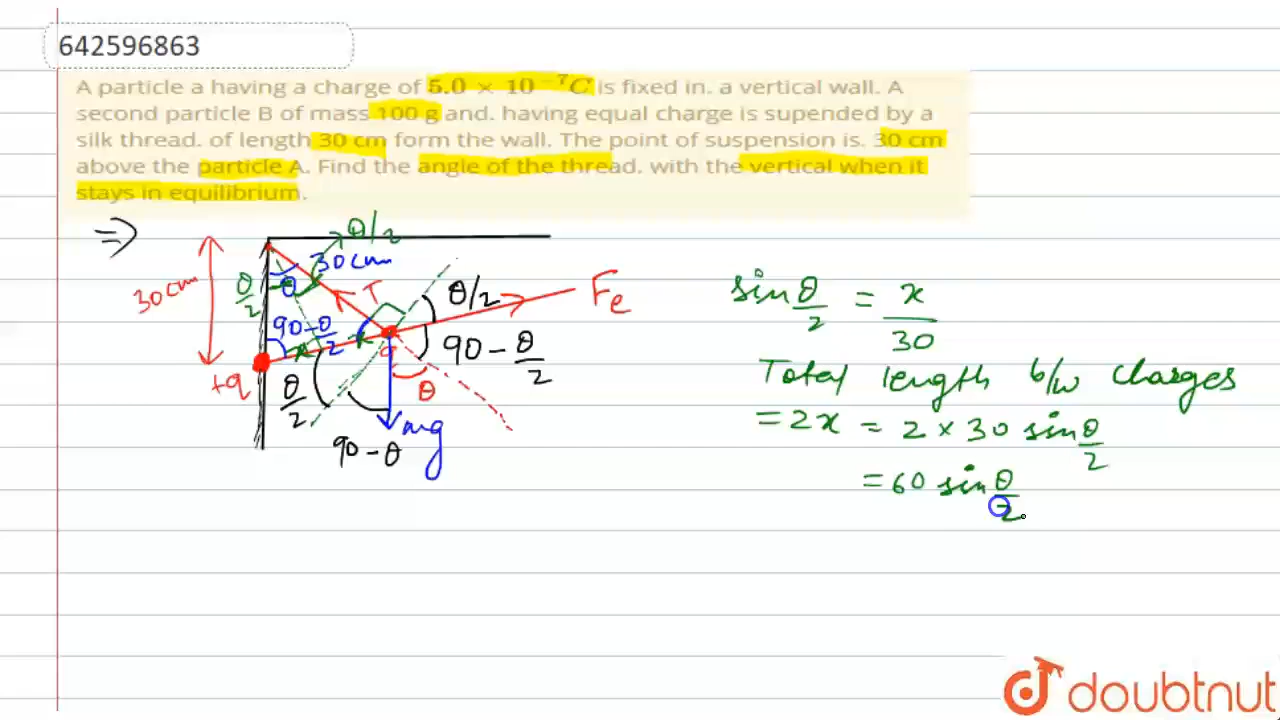 642596863
A particle a having a charge of 5.0 × 10⁻⁷C is fixed in. a vertical wall. A
second particle B of mass 100 g and. having equal charge is supended by a
silk thread. of length 30 cm form the wall. The point of suspension is. 30 cm
above the particle A. Find the angle of the thread. with the vertical when it
stays in equilibrium.
⇒
θ/2
30 cm
30 cm
θ/2
θ
T
Fe
θ/2
90-θ/2
x
x
90 - θ/2
+q
θ/2
θ
mg
90-θ
sin θ/2 = x/30
Total length b/w charges
= 2x = 2 × 30 sin θ/2
= 60 sin θ/2
doubtnut